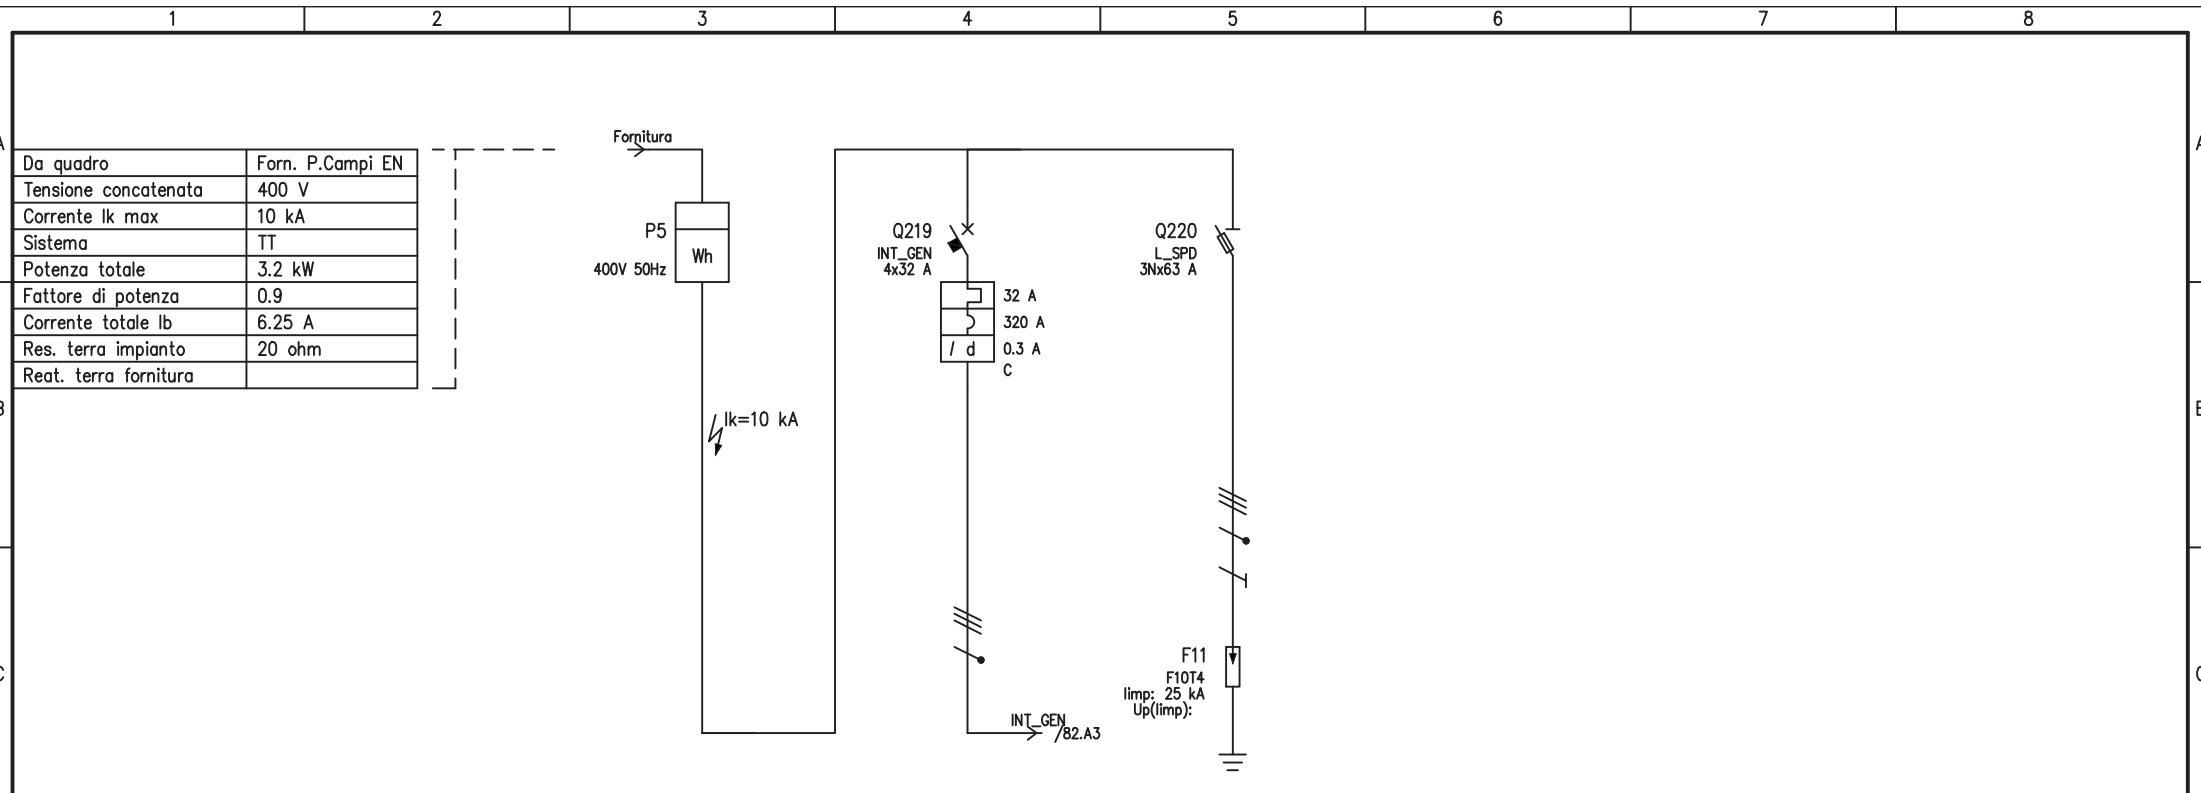 1 2 3 4 5 6 7 8
A A
Da quadro Forn. P.Campi EN
Tensione concatenata 400 V
Corrente Ik max 10 kA
Sistema TT
Potenza totale 3.2 kW
Fattore di potenza 0.9
Corrente totale Ib 6.25 A
Res. terra impianto 20 ohm
Reat. terra fornitura
Fornitura
P5
Wh
400V 50Hz
Ik=10 kA
Q219
INT_GEN
4x32 A
32 A
320 A
I d 0.3 A
C
INT_GEN
/82.A3
Q220
L_SPD
3Nx63 A
F11
F10T4
Iimp: 25 kA
Up(Iimp):
B
C